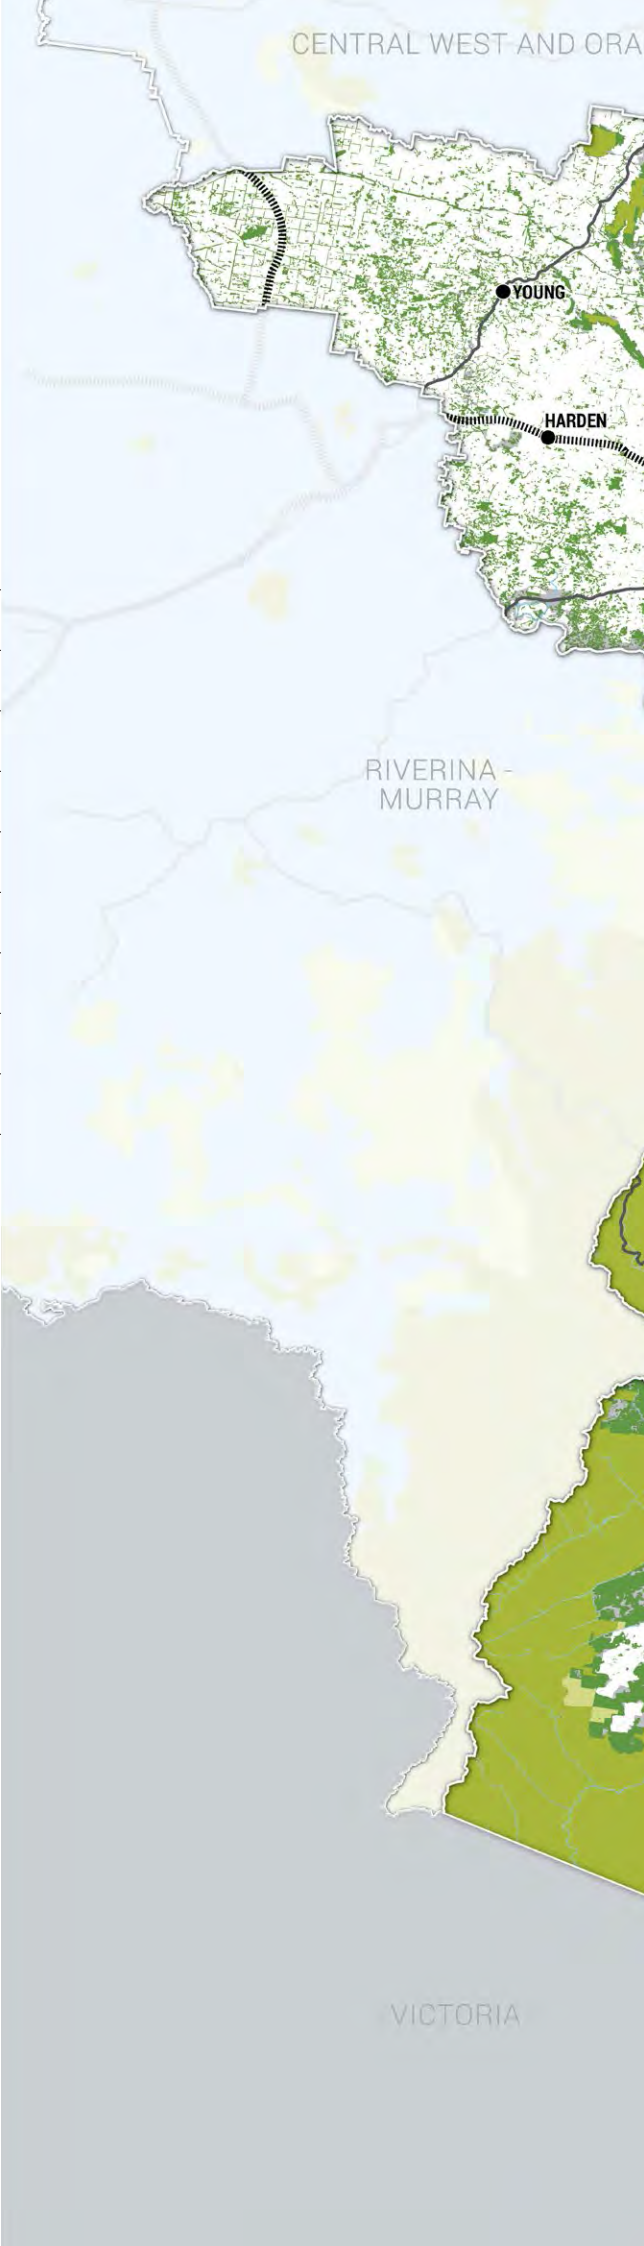 CENTRAL WEST AND ORA
YOUNG
HARDEN
RIVERINA -
MURRAY
VICTORIA